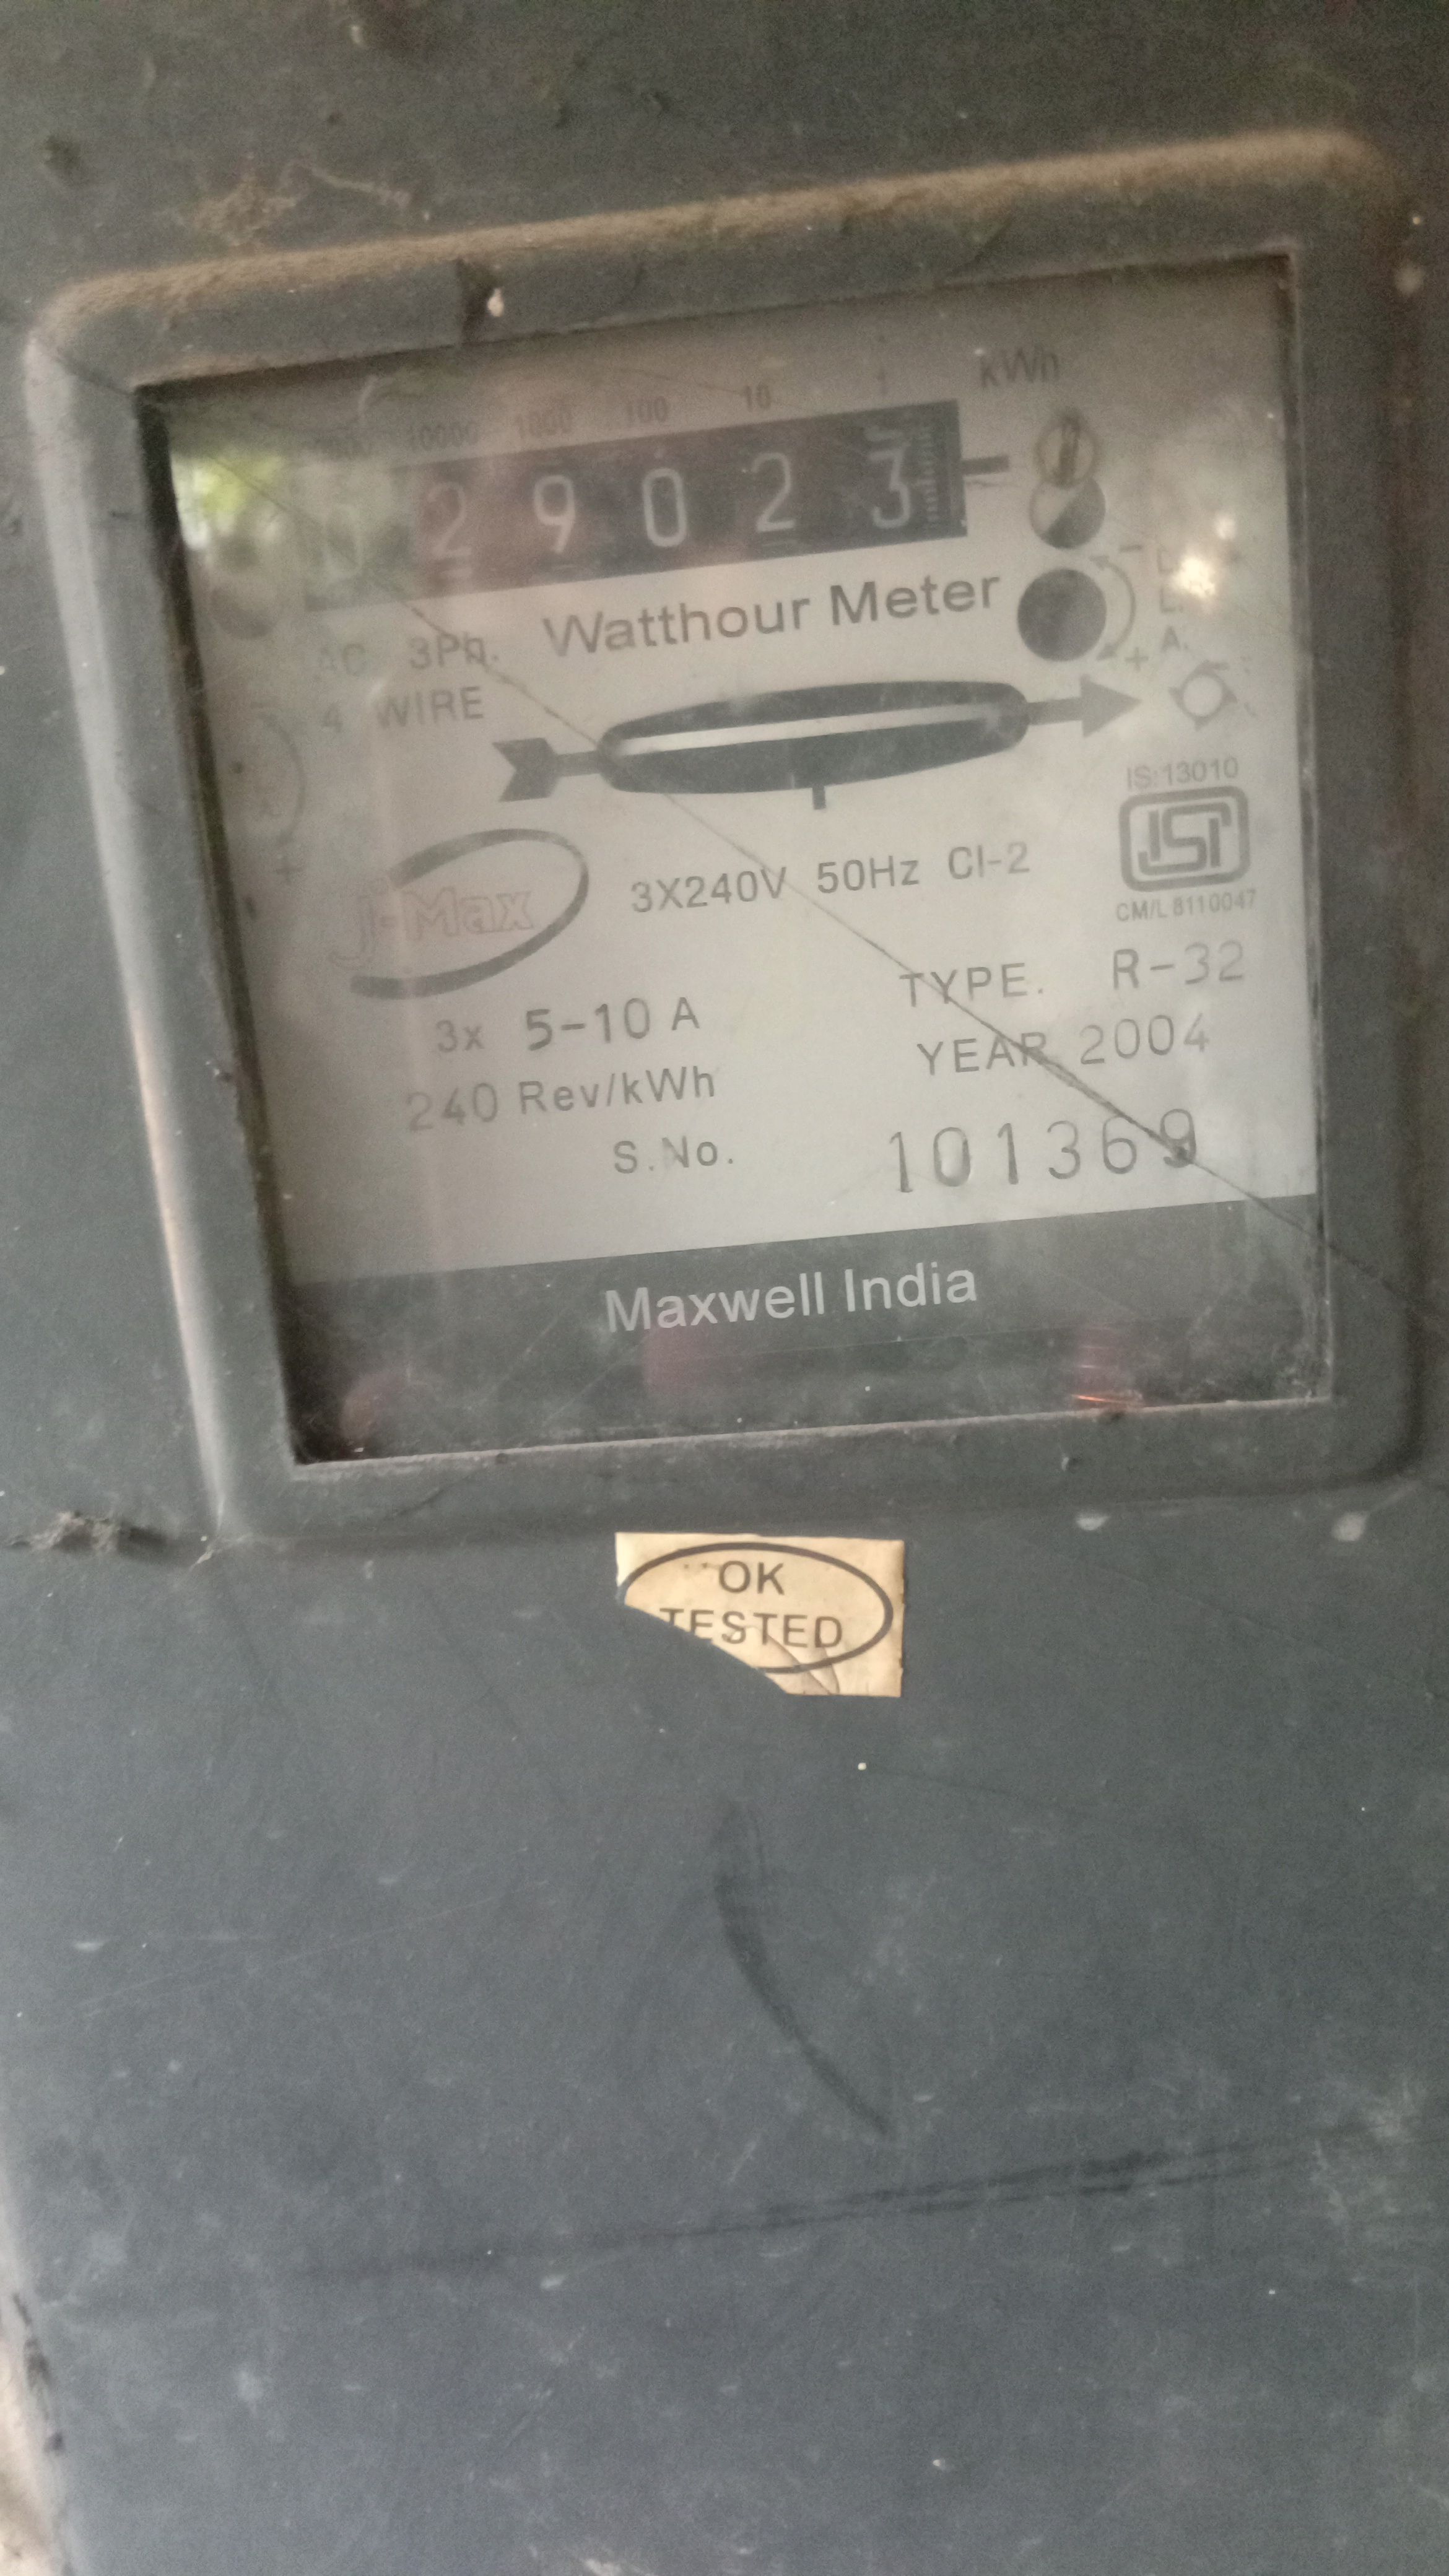 10000 1000 100 10 1 kWh
0 2 9 0 2 3
AC 3Ph. Watthour Meter
4 WIRE
- L.
L.
+ A.
IS:13010
ISI
CM/L 8110047
J-Max
3X240V 50Hz Cl-2
3x 5-10 A
TYPE. R-32
240 Rev/kWh
YEAR 2004
S.No. 101369
Maxwell India
OK
TESTED